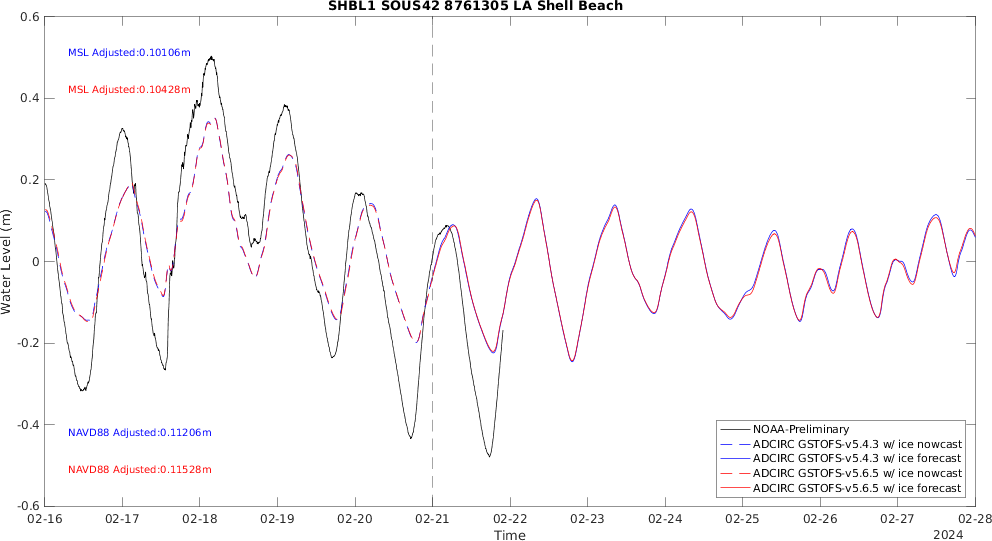 SHBL1 SOUS42 8761305 LA Shell Beach
0.6
0.4
0.2
0
-0.2
-0.4
-0.6
Water Level (m)
MSL Adjusted:0.10106m
MSL Adjusted:0.10428m
NAVD88 Adjusted:0.11206m
NAVD88 Adjusted:0.11528m
NOAA-Preliminary
ADCIRC GSTOFS-v5.4.3 w/ ice nowcast
ADCIRC GSTOFS-v5.4.3 w/ ice forecast
ADCIRC GSTOFS-v5.6.5 w/ ice nowcast
ADCIRC GSTOFS-v5.6.5 w/ ice forecast
02-16 02-17 02-18 02-19 02-20 02-21 02-22 02-23 02-24 02-25 02-26 02-27 02-28
Time
2024